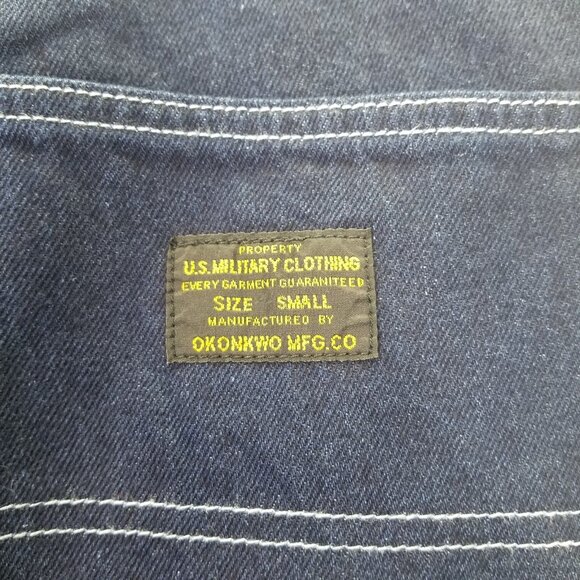 PROPERTY
U.S.MILITARY CLOTHING
EVERY GARMENT GUARANITEED
SIZE SMALL
MANUFACTURED BY
OKONKWO MFG.CO